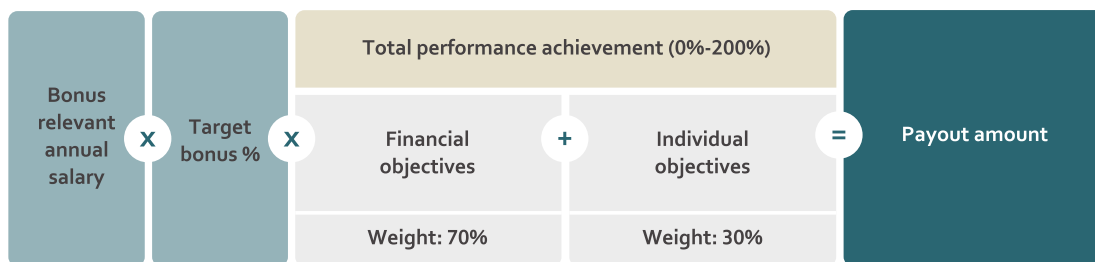 Bonus
relevant
annual
salary
x
Target
bonus %
x
Total performance achievement (0%-200%)
Financial
objectives
+
Individual
objectives
Weight: 70%
Weight: 30%
=
Payout amount